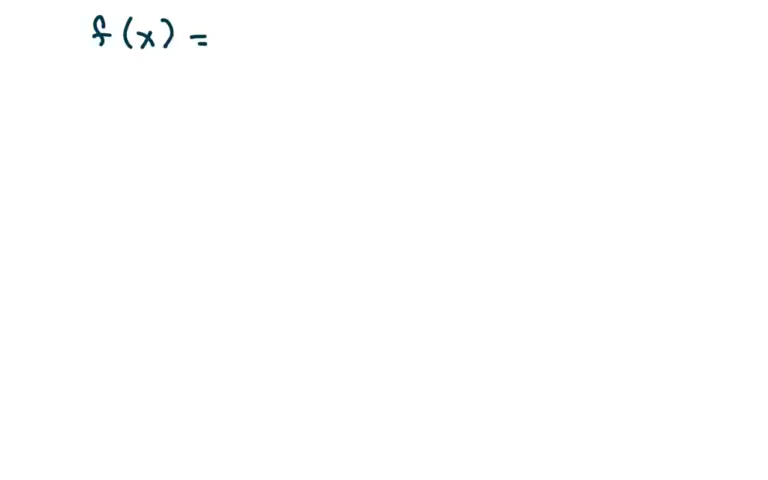 f(x) =